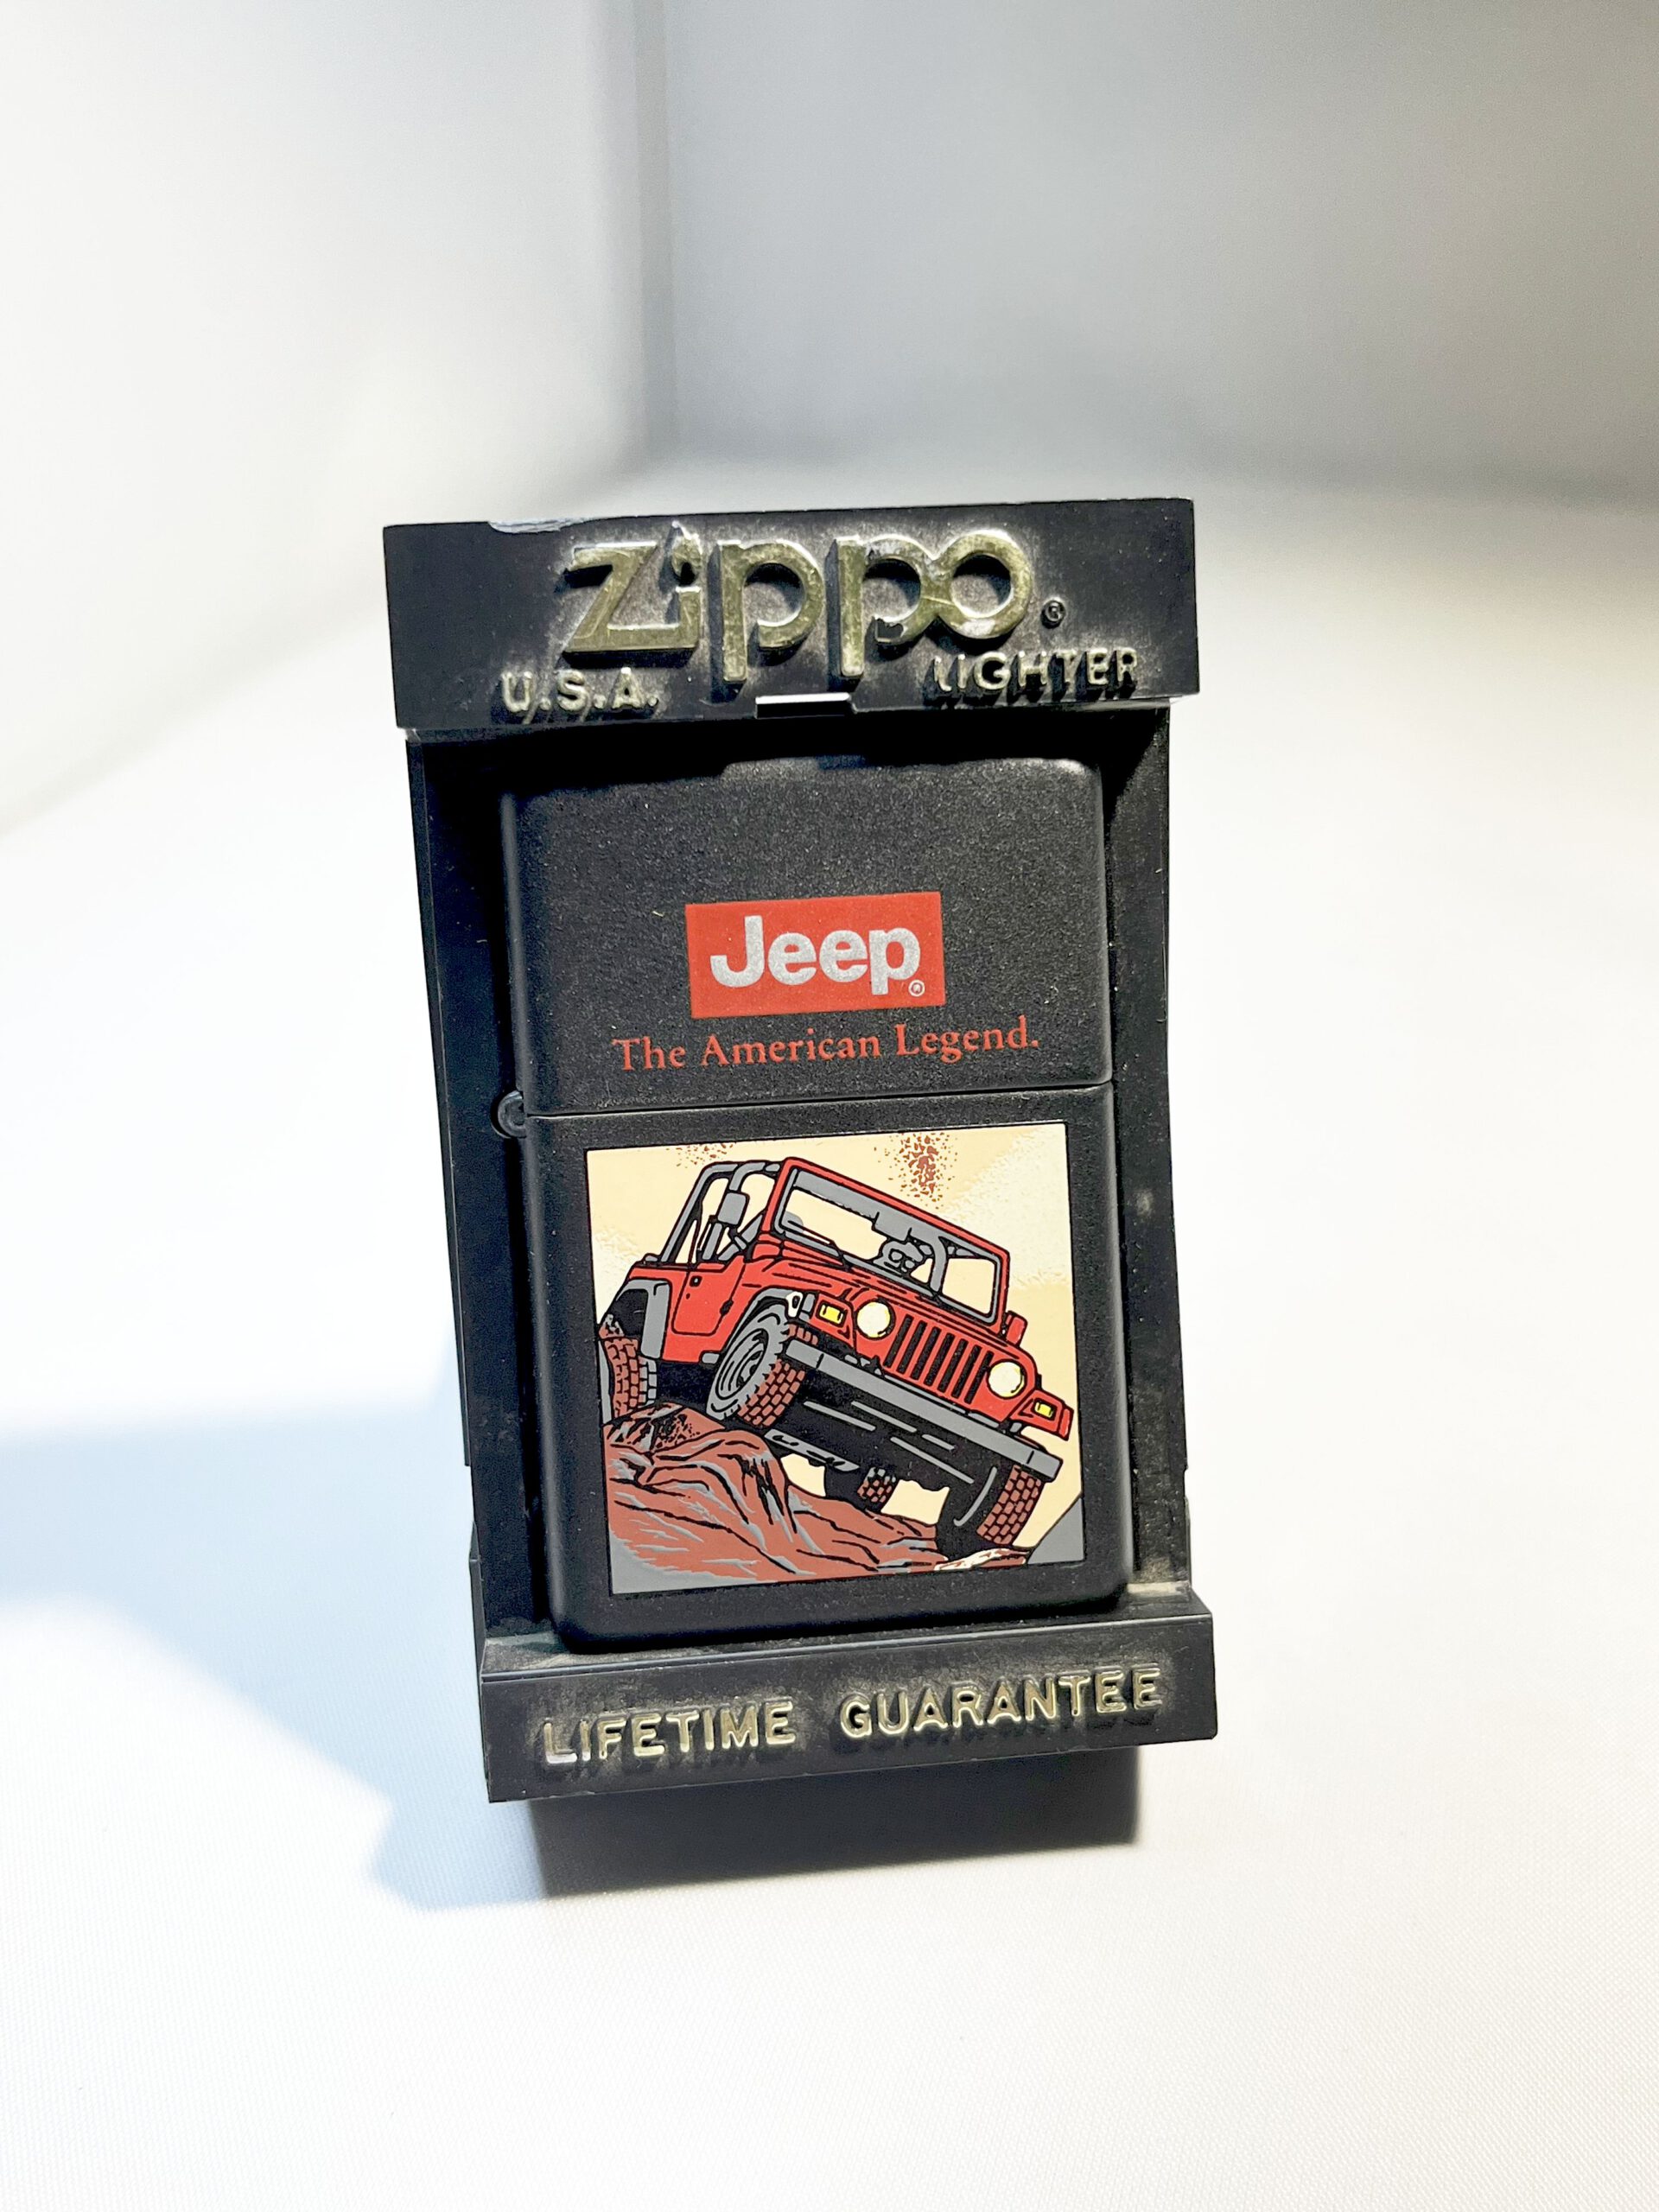 Zippo®
U.S.A. LIGHTER
Jeep®
The American Legend.
LIFETIME GUARANTEE